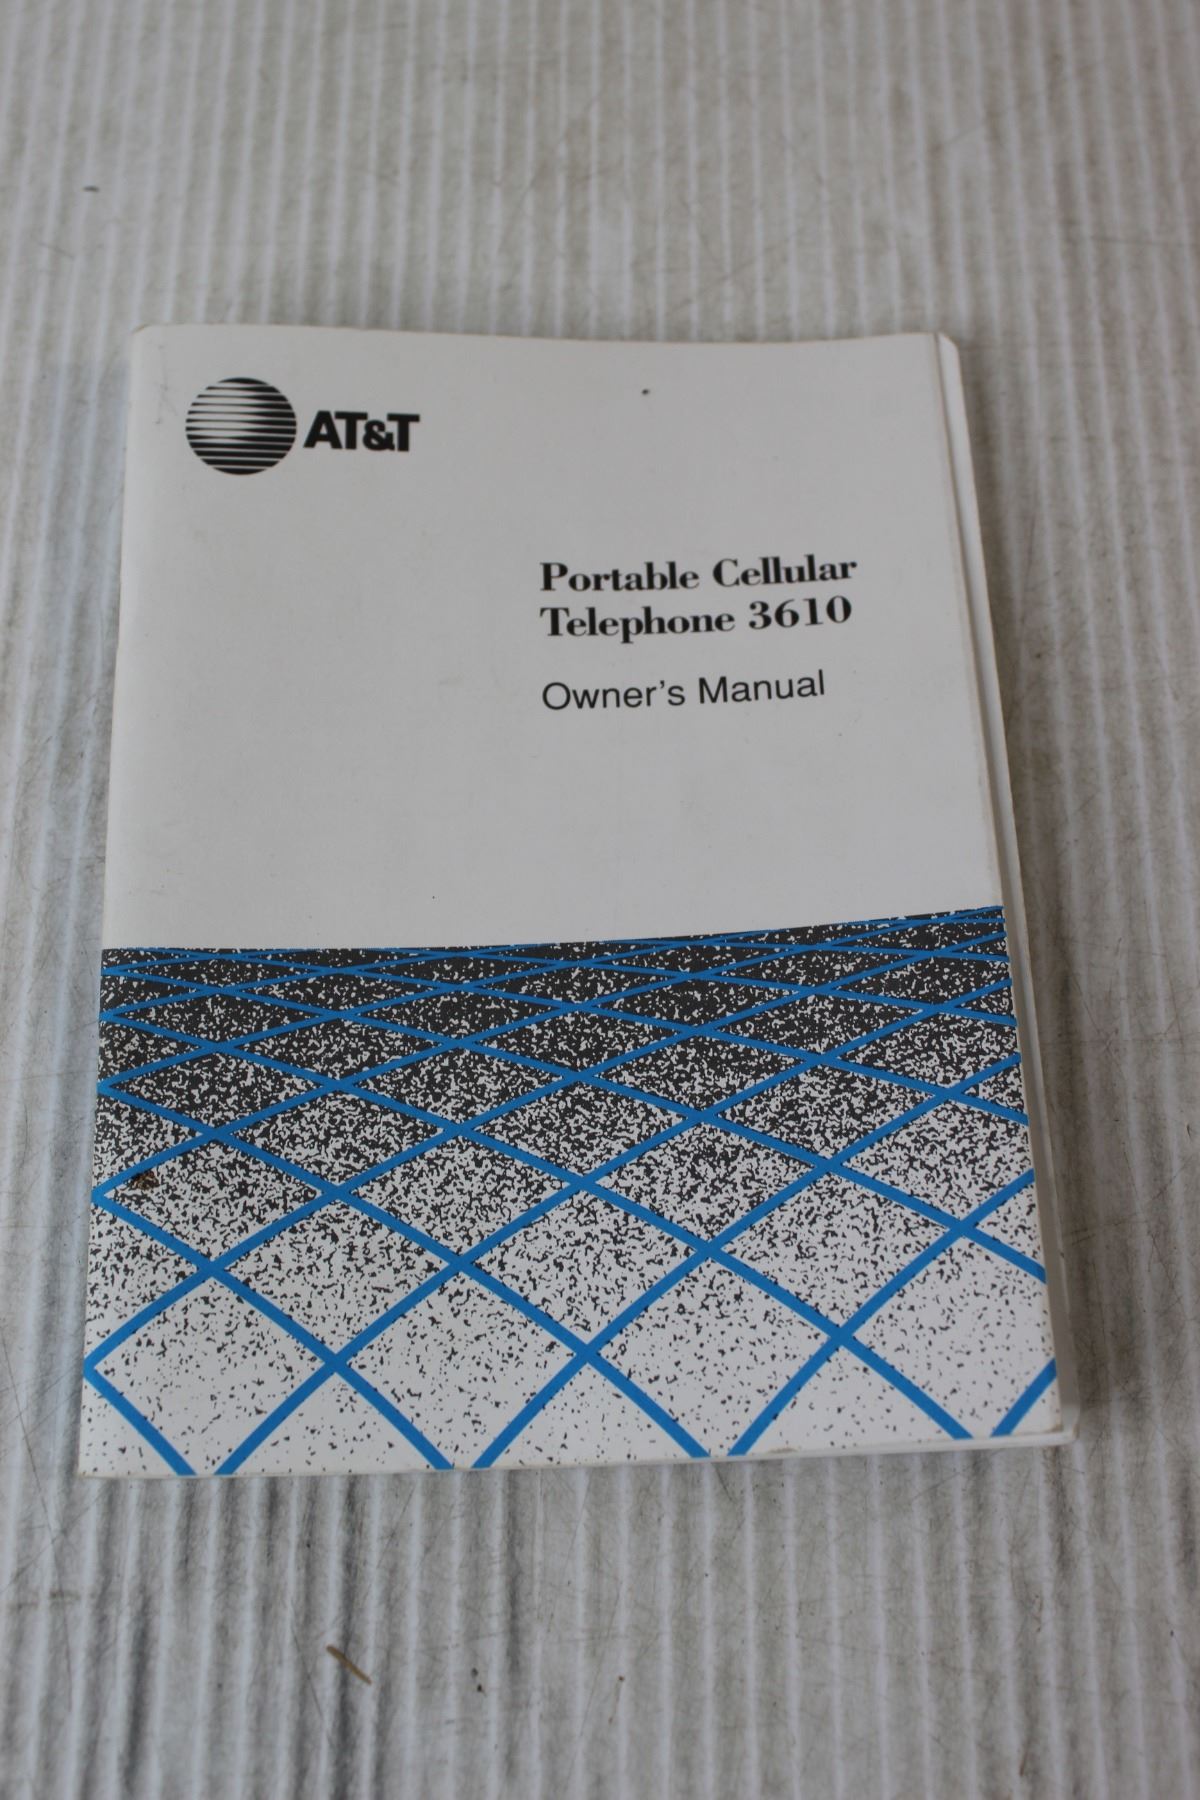 AT&T
Portable Cellular
Telephone 3610
Owner's Manual